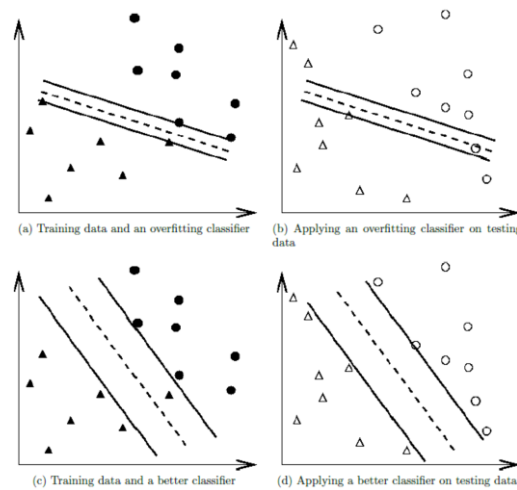 (a) Training data and an overfitting classifier
(b) Applying an overfitting classifier on testing
data
(c) Training data and a better classifier
(d) Applying a better classifier on testing data